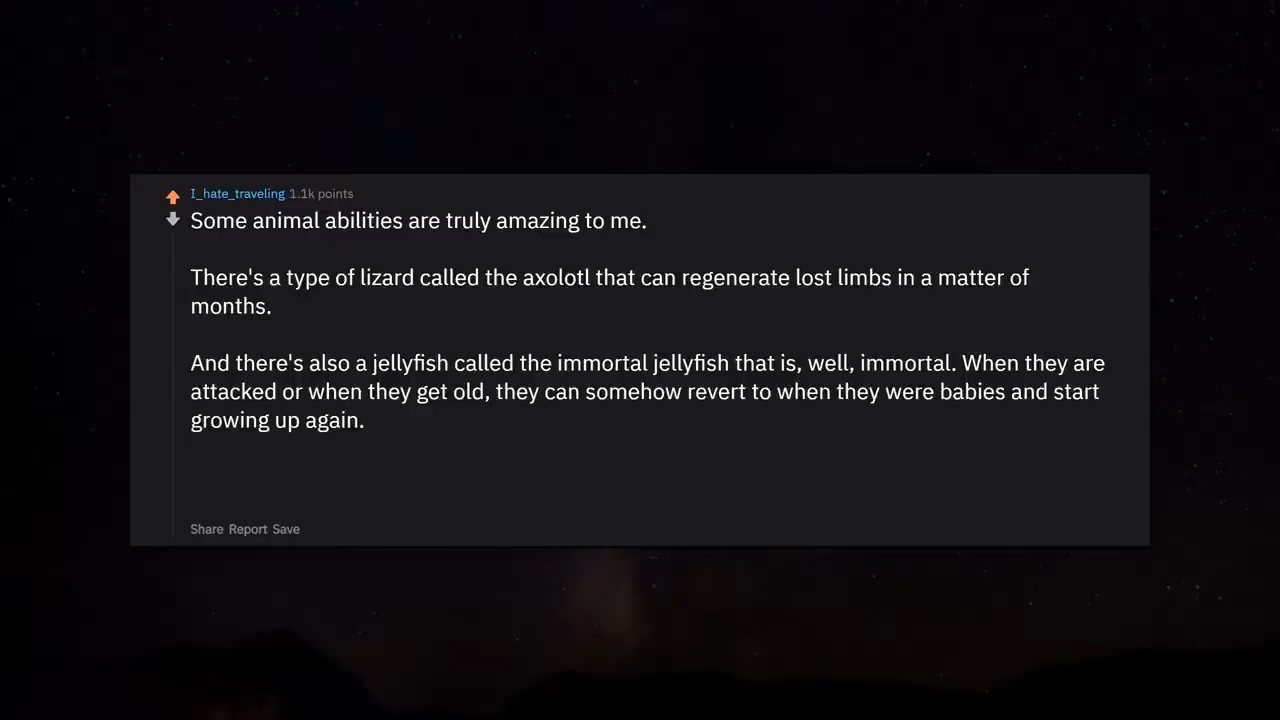 I_hate_traveling 1.1k points
Some animal abilities are truly amazing to me.
There's a type of lizard called the axolotl that can regenerate lost limbs in a matter of
months.
And there's also a jellyfish called the immortal jellyfish that is, well, immortal. When they are
attacked or when they get old, they can somehow revert to when they were babies and start
growing up again.
Share Report Save